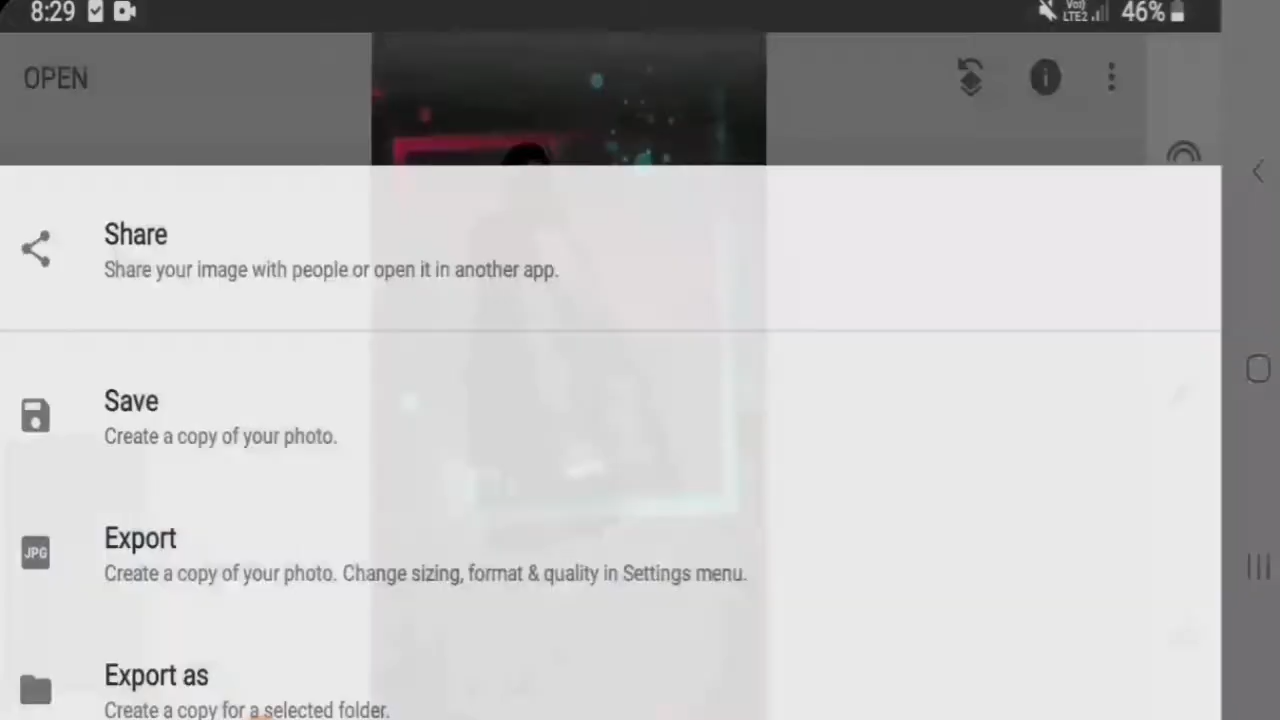 8:29
Vo)) LTE2
46%
OPEN
Share
Share your image with people or open it in another app.
Save
Create a copy of your photo.
JPG
Export
Create a copy of your photo. Change sizing, format & quality in Settings menu.
Export as
Create a copy for a selected folder.